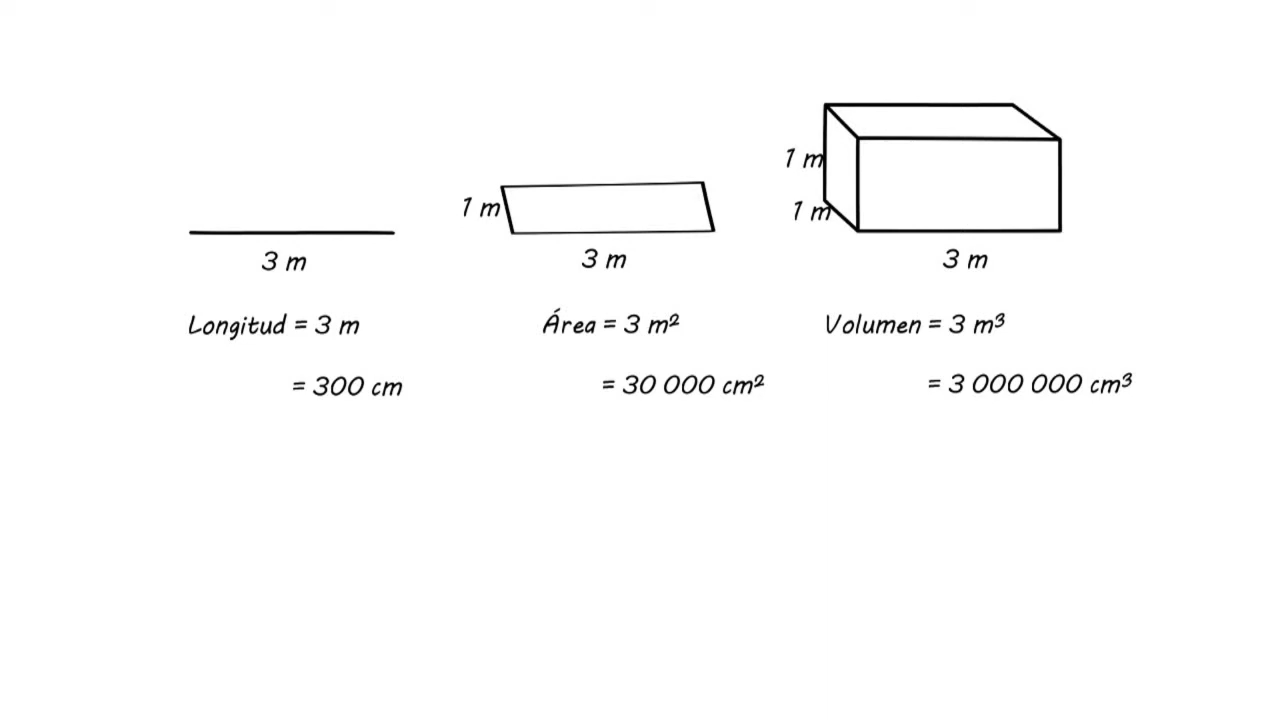 1 m
1 m
1 m
3 m
3 m
3 m
Longitud = 3 m
Área = 3 m²
Volumen = 3 m³
= 300 cm
= 30 000 cm²
= 3 000 000 cm³